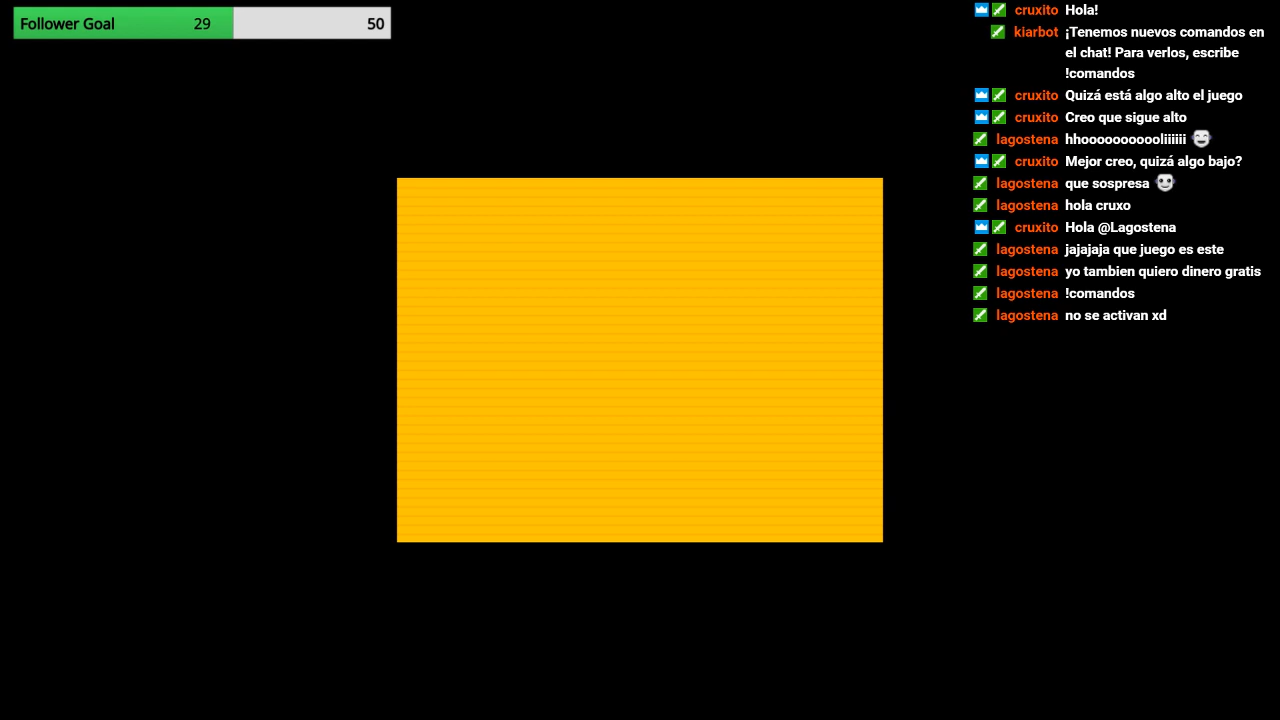 Follower Goal 29 50
cruxito Hola!
kiarbot ¡Tenemos nuevos comandos en
el chat! Para verlos, escribe
!comandos
cruxito Quizá está algo alto el juego
cruxito Creo que sigue alto
lagostena hhoooooooooliiiiii
cruxito Mejor creo, quizá algo bajo?
lagostena que sospresa
lagostena hola cruxo
cruxito Hola @Lagostena
lagostena jajajaja que juego es este
lagostena yo tambien quiero dinero gratis
lagostena !comandos
lagostena no se activan xd